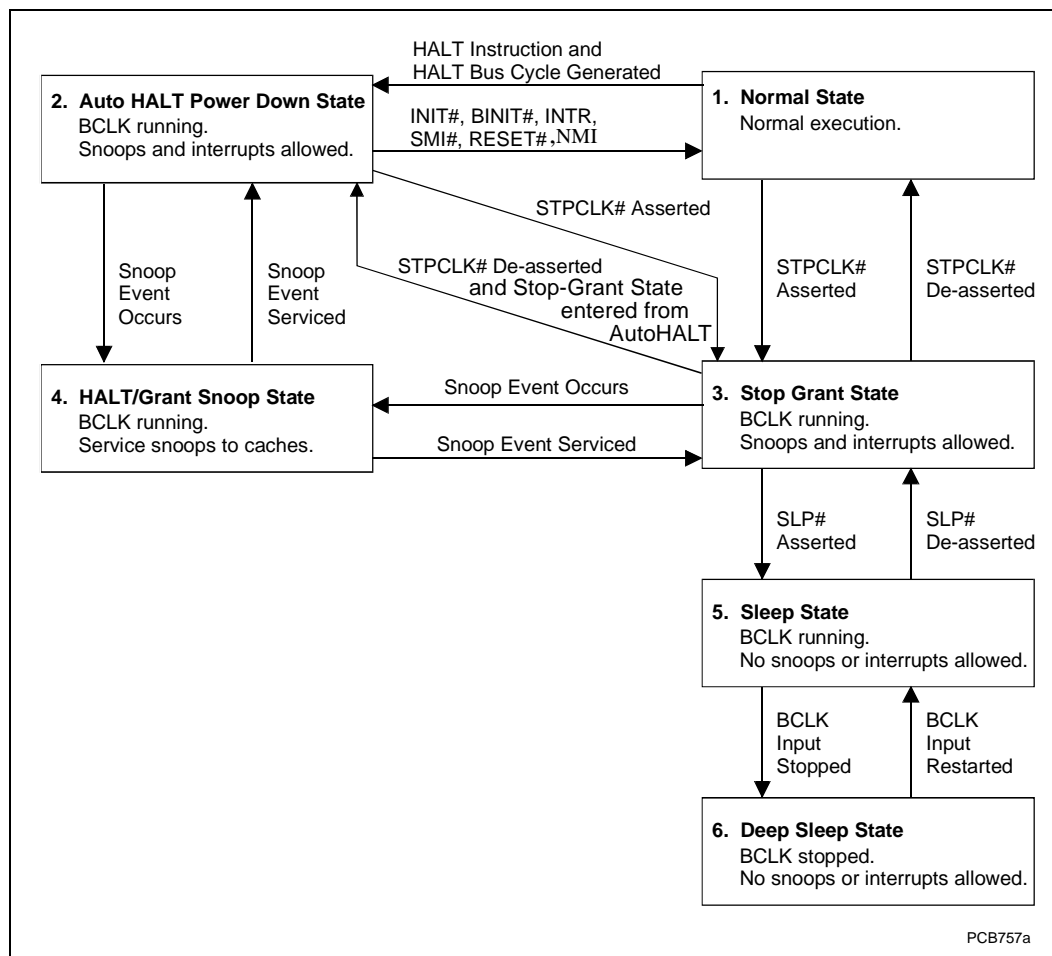 HALT Instruction and
HALT Bus Cycle Generated
2. Auto HALT Power Down State
BCLK running.
Snoops and interrupts allowed.
1. Normal State
Normal execution.
INIT#, BINIT#, INTR,
SMI#, RESET#,NMI
STPCLK# Asserted
STPCLK# De-asserted
and Stop-Grant State
entered from
AutoHALT
Snoop
Event
Occurs
Snoop
Event
Serviced
STPCLK#
Asserted
STPCLK#
De-asserted
4. HALT/Grant Snoop State
BCLK running.
Service snoops to caches.
Snoop Event Occurs
Snoop Event Serviced
3. Stop Grant State
BCLK running.
Snoops and interrupts allowed.
SLP#
Asserted
SLP#
De-asserted
5. Sleep State
BCLK running.
No snoops or interrupts allowed.
BCLK
Input
Stopped
BCLK
Input
Restarted
6. Deep Sleep State
BCLK stopped.
No snoops or interrupts allowed.
PCB757a